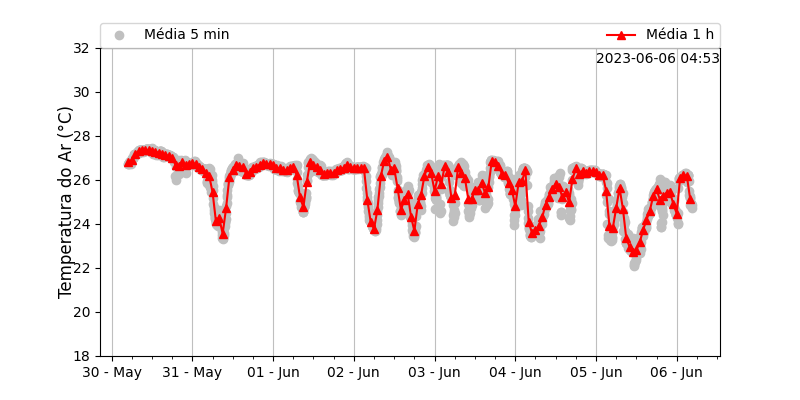 Média 5 min
Média 1 h
2023-06-06 04:53
Temperatura do Ar (°C)
32
30
28
26
24
22
20
18
30 - May
31 - May
01 - Jun
02 - Jun
03 - Jun
04 - Jun
05 - Jun
06 - Jun